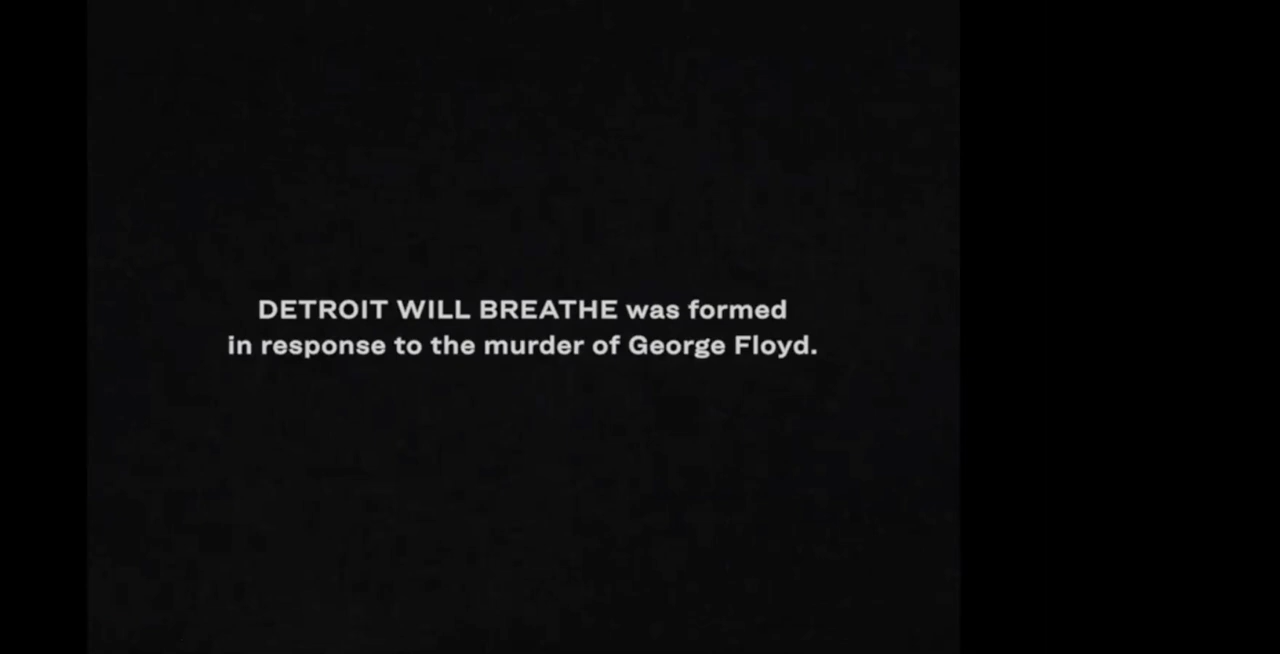 DETROIT WILL BREATHE was formed
in response to the murder of George Floyd.